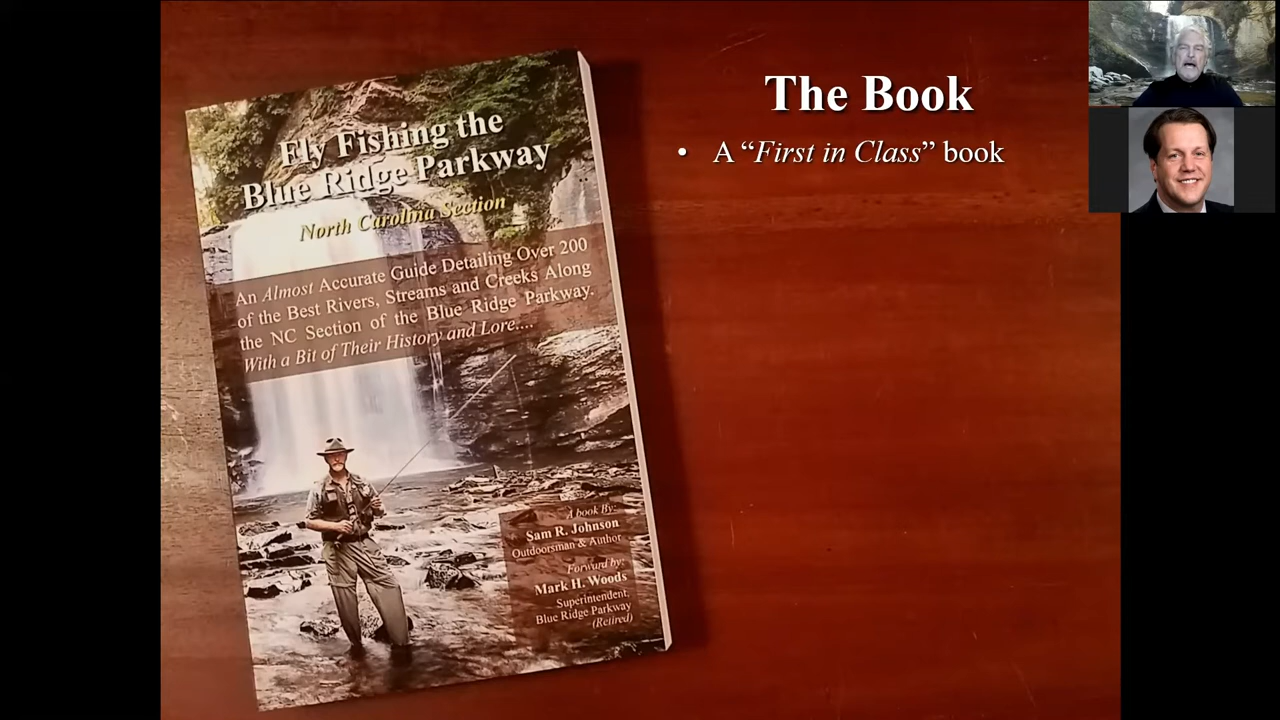 Fly Fishing the
Blue Ridge Parkway
North Carolina Section
An Almost Accurate Guide Detailing Over 200
of the Best Rivers, Streams and Creeks Along
the NC Section of the Blue Ridge Parkway.
With a Bit of Their History and Lore....
A book By:
Sam R. Johnson
Outdoorsman & Author
Forward by:
Mark H. Woods
Superintendent,
Blue Ridge Parkway
(Retired)
The Book
• A “First in Class” book